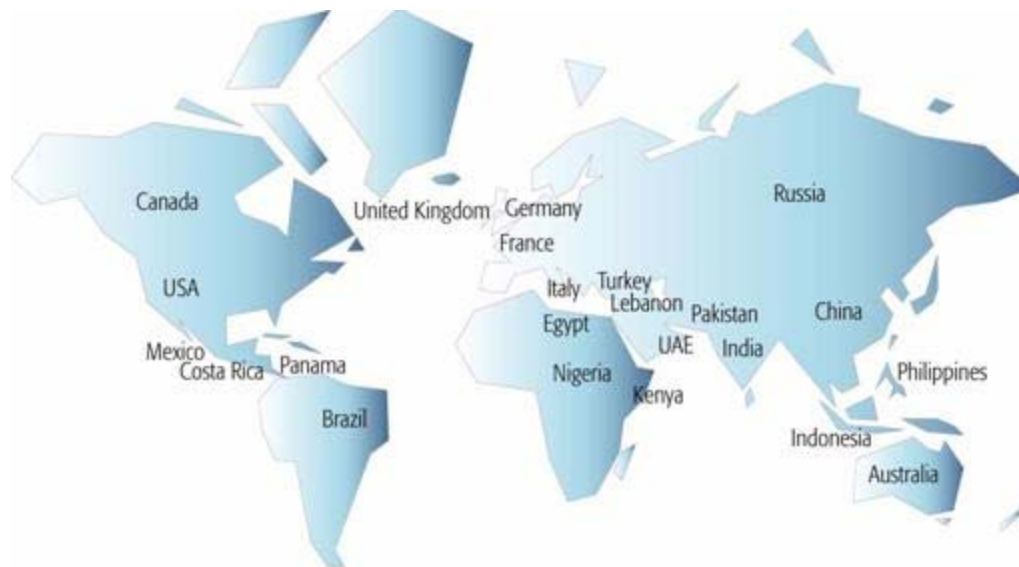 Canada
United Kingdom
Germany
Russia
France
USA
Italy
Turkey
Lebanon
Pakistan
China
Egypt
Mexico
Costa Rica
Panama
UAE
India
Nigeria
Kenya
Philippines
Brazil
Indonesia
Australia